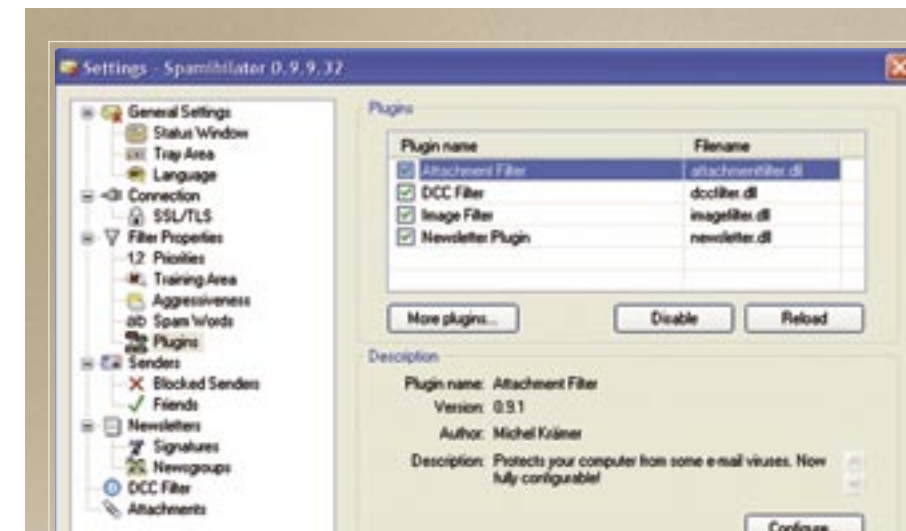 Settings - Spamihilator 0.9.9.32
General Settings
Status Window
Tray Area
Language
Connection
SSL/TLS
Filter Properties
1,2 Priorities
Training Area
Aggressiveness
ab Spam Words
Plugins
Senders
Blocked Senders
Friends
Newsletters
Signatures
Newsgroups
DCC Filter
Attachments
Plugins
Plugin name Filename
Attachment Filter attachmentfilter.dll
DCC Filter dccfilter.dll
Image Filter imagefilter.dll
Newsletter Plugin newsletter.dll
More plugins... Disable Reload
Description
Plugin name: Attachment Filter
Version: 0.9.1
Author: Michel Krämer
Description: Protects your computer from some e-mail viruses. Now
fully configurable!
Configure...